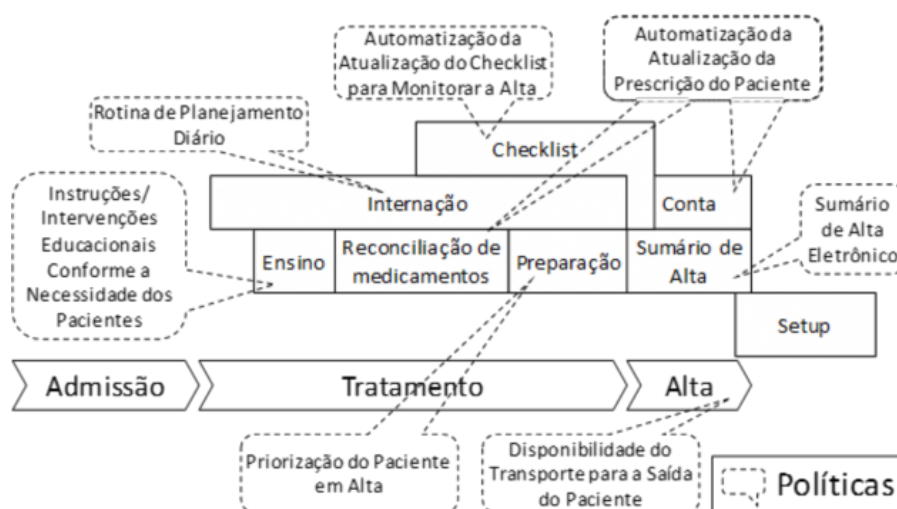 Automatização da
Atualização do Checklist
para Monitorar a Alta
Automatização da
Atualização da
Prescrição do Paciente
Rotina de Planejamento
Diário
Checklist
Instruções/
Intervenções
Educacionais
Conforme a
Necessidade dos
Pacientes
Internação
Conta
Sumário
de Alta
Eletrônico
Ensino
Reconciliação de
medicamentos
Preparação
Sumário de
Alta
Setup
Admissão
Tratamento
Alta
Priorização do Paciente
em Alta
Disponibilidade do
Transporte para a Saída
do Paciente
Políticas